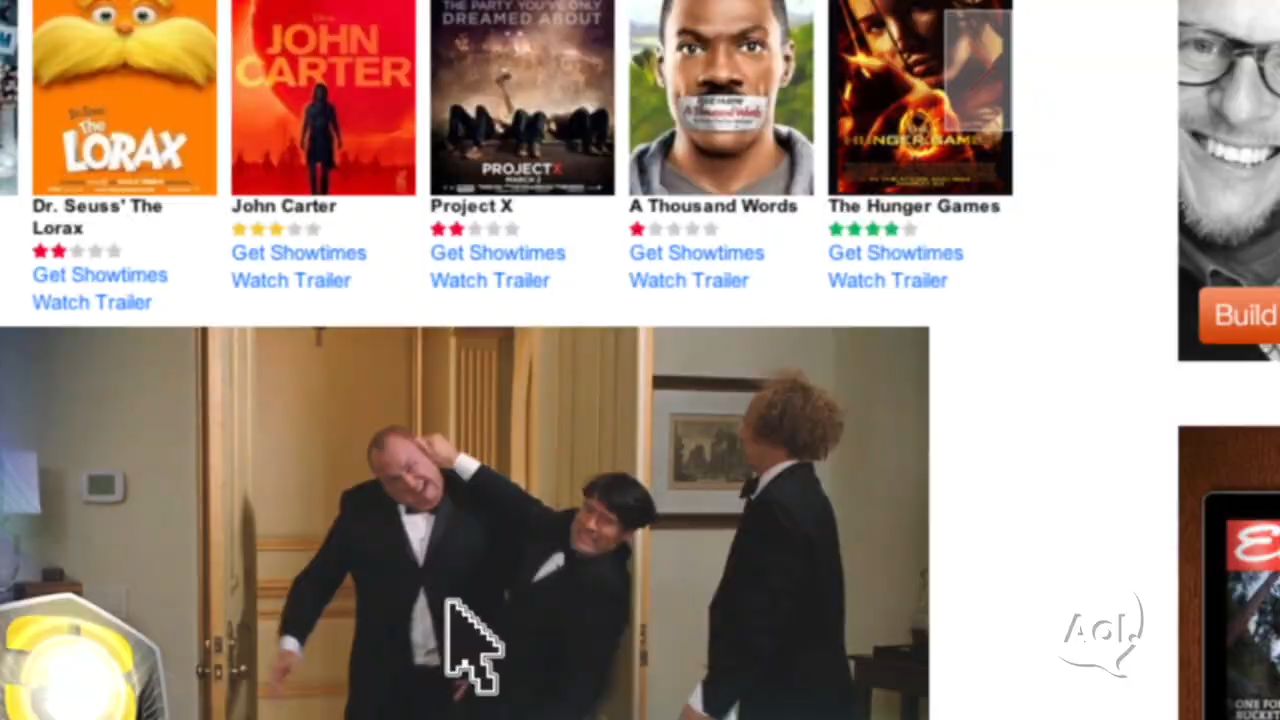 THE PARTY YOU'VE ONLY
DREAMED ABOUT
JOHN
CARTER
The
LORAX
PROJECT X
MARCH 2
THE HUNGER GAMES
Dr. Seuss' The
Lorax
John Carter
Project X
A Thousand Words
The Hunger Games
Get Showtimes
Get Showtimes
Get Showtimes
Get Showtimes
Get Showtimes
Watch Trailer
Watch Trailer
Watch Trailer
Watch Trailer
Watch Trailer
Build
Aol.
E